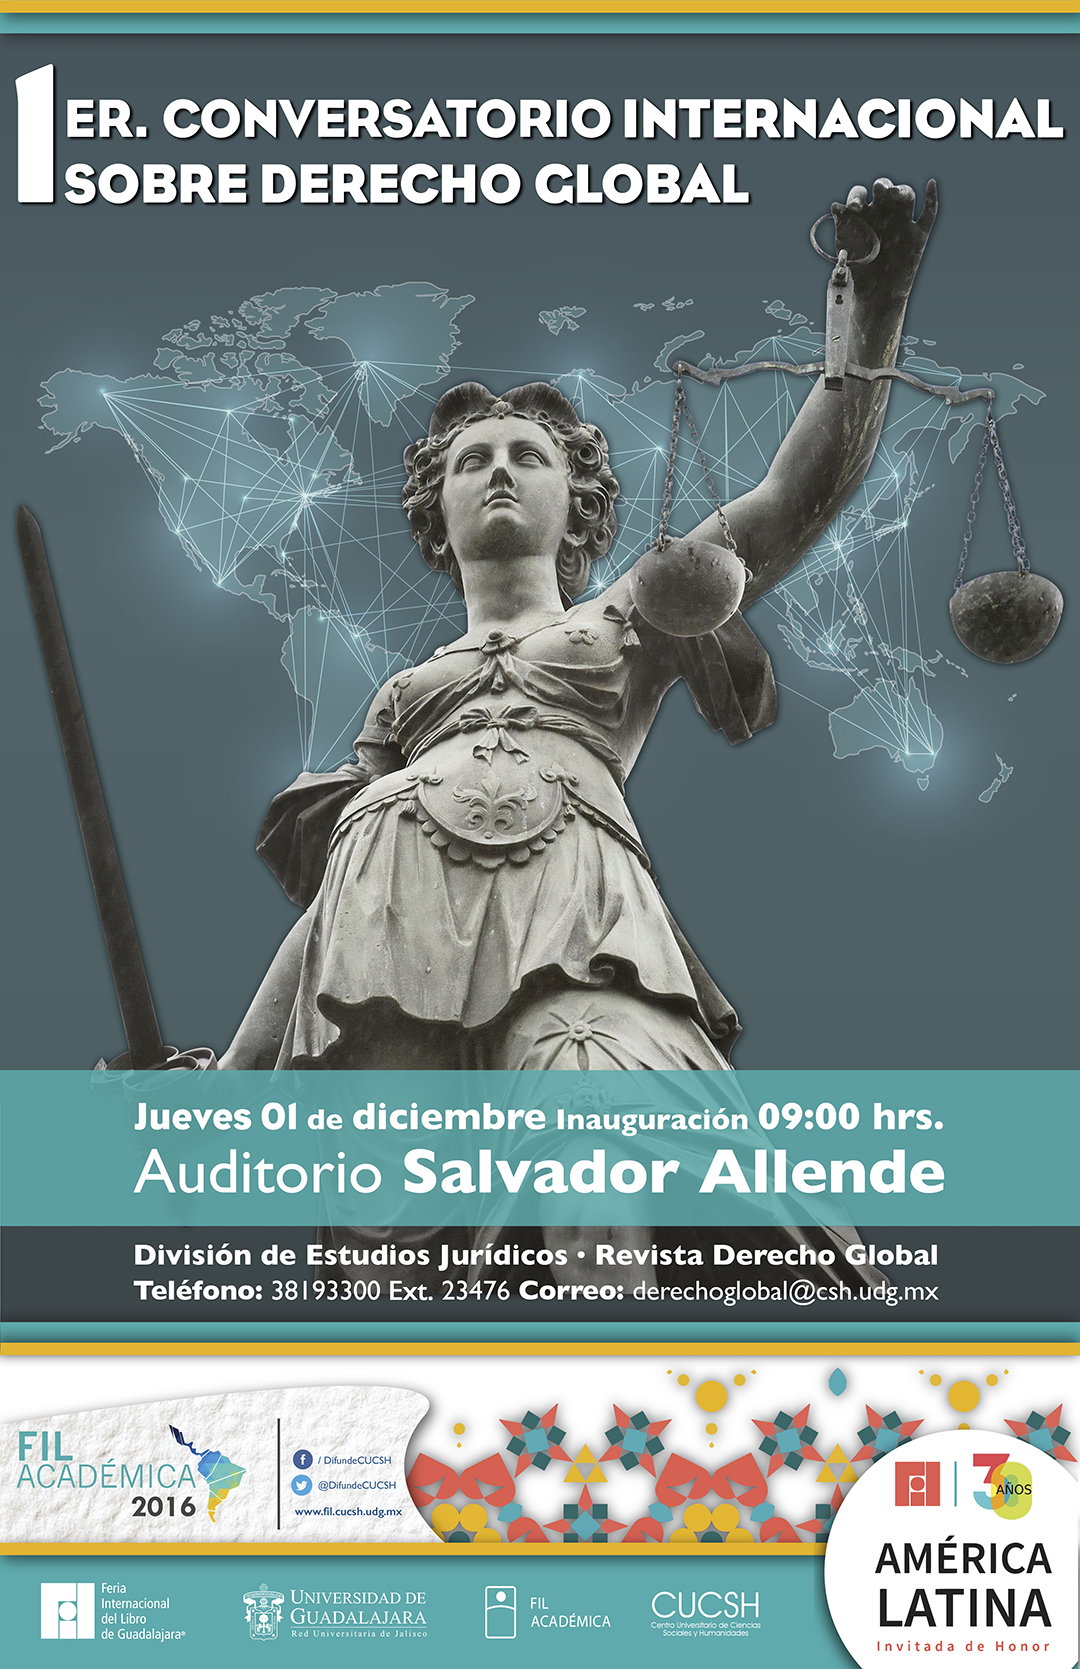 1ER. CONVERSATORIO INTERNACIONAL
SOBRE DERECHO GLOBAL
Jueves 01 de diciembre Inauguración 09:00 hrs.
Auditorio Salvador Allende
División de Estudios Jurídicos • Revista Derecho Global
Teléfono: 38193300 Ext. 23476 Correo: derechoglobal@csh.udg.mx
FIL
ACADÉMICA
2016
/ DifundeCUCSH
@DifundeCUCSH
www.fil.cucsh.udg.mx
30
AÑOS
AMÉRICA
LATINA
Invitada de Honor
Feria
Internacional
del Libro
de Guadalajara®
UNIVERSIDAD DE
GUADALAJARA
Red Universitaria de Jalisco
FIL
ACADÉMICA
CUCSH
Centro Universitario de Ciencias
Sociales y Humanidades